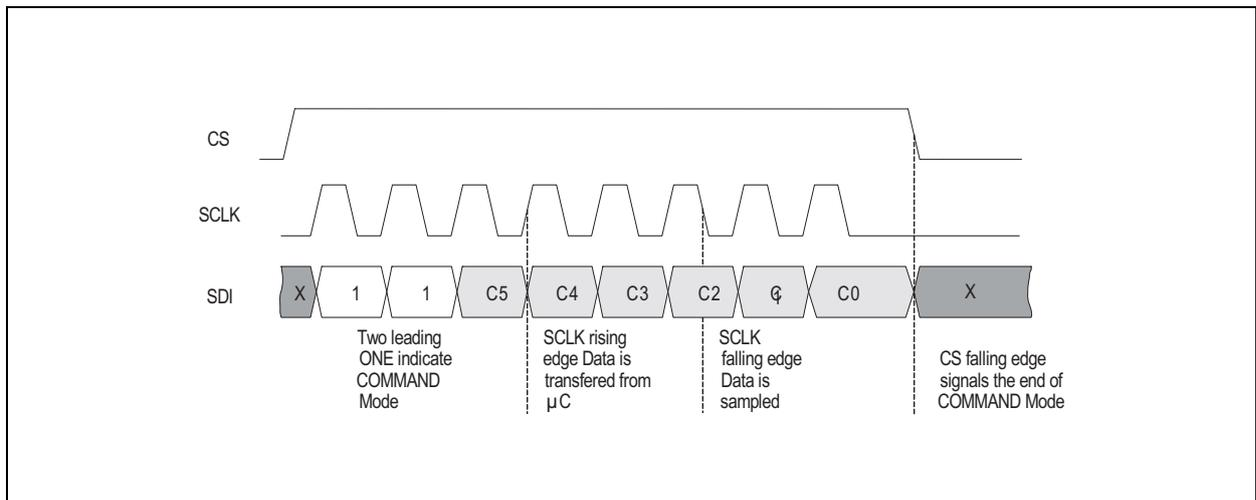 CS
SCLK
SDI
X 1 1 C5 C4 C3 C2 C1 C0 X
Two leading
ONE indicate
COMMAND
Mode
SCLK rising
edge Data is
transfered from
µC
SCLK
falling edge
Data is
sampled
CS falling edge
signals the end of
COMMAND Mode